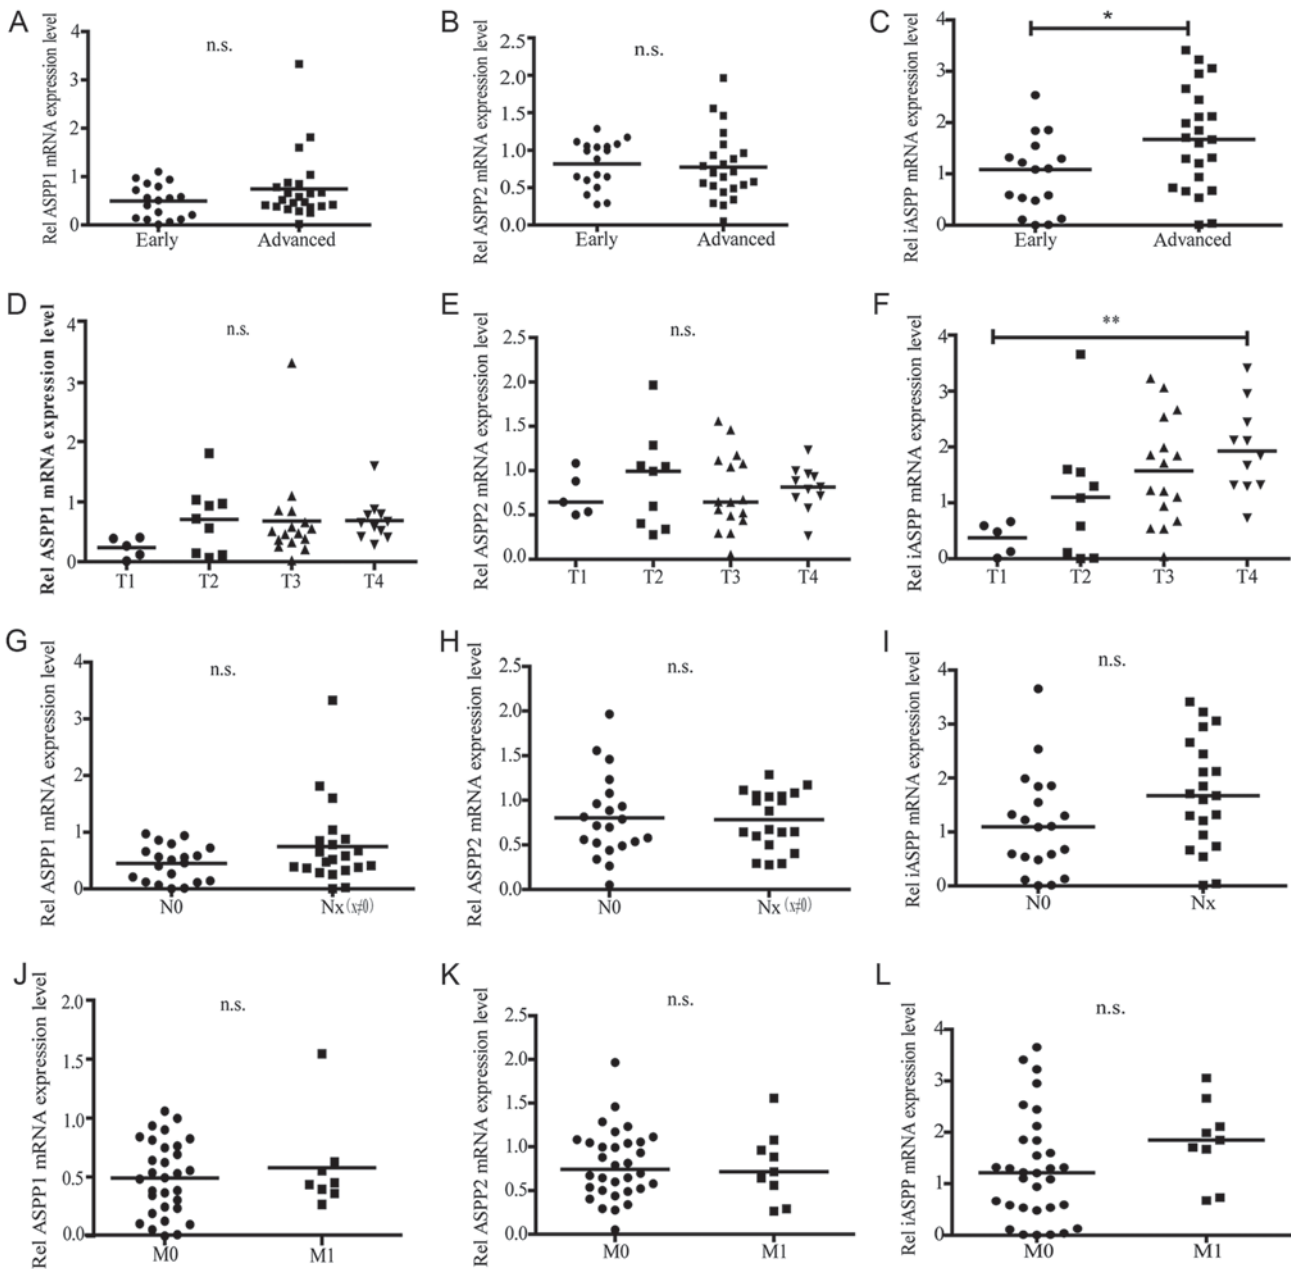 A
Rel ASPP1 mRNA expression level
n.s.
4
3
2
1
0
Early
Advanced
B
Rel ASPP2 mRNA expression level
n.s.
2.5
2.0
1.5
1.0
0.5
0.0
Early
Advanced
C
Rel iASPP mRNA expression level
*
4
3
2
1
0
Early
Advanced
D
Rel ASPP1 mRNA expression level
n.s.
4
3
2
1
0
T1
T2
T3
T4
E
Rel ASPP2 mRNA expression level
n.s.
2.5
2.0
1.5
1.0
0.5
0.0
T1
T2
T3
T4
F
Rel iASPP mRNA expression level
**
4
3
2
1
0
T1
T2
T3
T4
G
Rel ASPP1 mRNA expression level
n.s.
4
3
2
1
0
N0
Nx (x≠0)
H
Rel ASPP2 mRNA expression level
n.s.
2.5
2.0
1.5
1.0
0.5
0.0
N0
Nx (x≠0)
I
Rel iASPP mRNA expression level
n.s.
4
3
2
1
0
N0
Nx
J
Rel ASPP1 mRNA expression level
n.s.
2.0
1.5
1.0
0.5
0.0
M0
M1
K
Rel ASPP2 mRNA expression level
n.s.
2.5
2.0
1.5
1.0
0.5
0.0
M0
M1
L
Rel iASPP mRNA expression level
n.s.
4
3
2
1
0
M0
M1